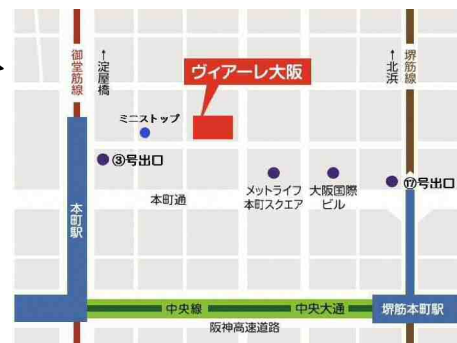 御堂筋線
↑淀屋橋
ヴィアーレ大阪
↑北浜
堺筋線
ミニストップ
③号出口
⑰号出口
メットライフ
本町スクエア
大阪国際
ビル
本町通
本町駅
中央線
中央大通
堺筋本町駅
阪神高速道路